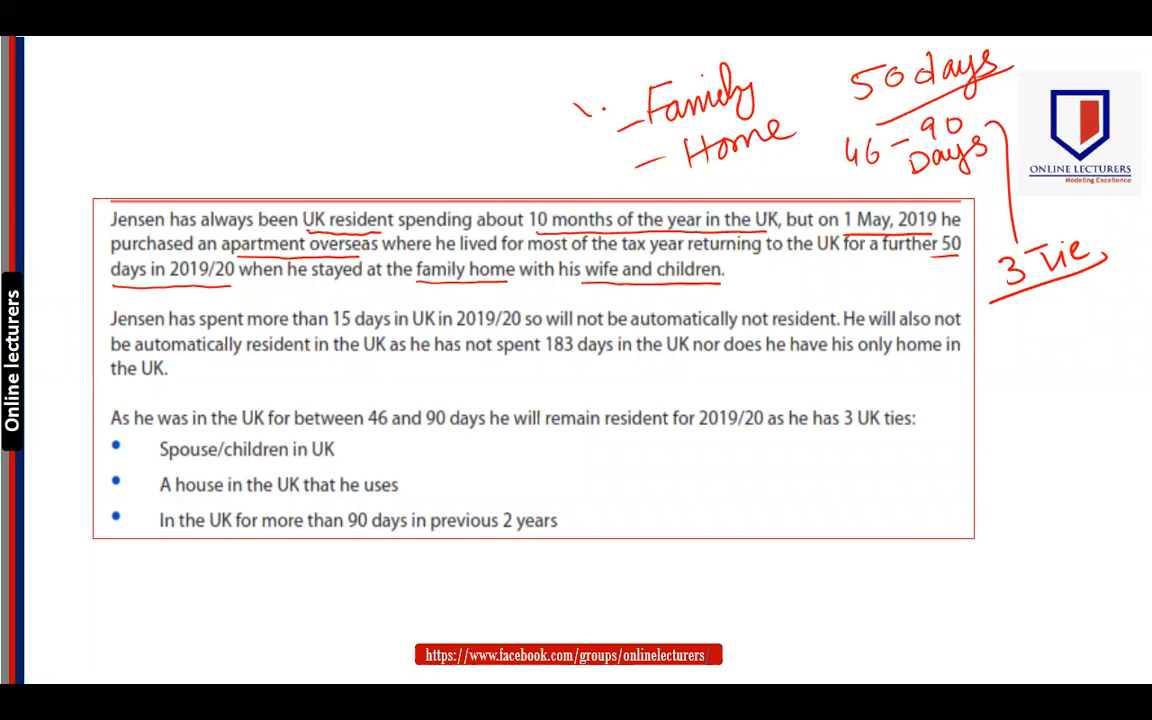 50 days
- Family
- Home
46 - 90
Days
3 Tie
ONLINE LECTURERS
Modeling Excellence
Jensen has always been UK resident spending about 10 months of the year in the UK, but on 1 May, 2019 he
purchased an apartment overseas where he lived for most of the tax year returning to the UK for a further 50
days in 2019/20 when he stayed at the family home with his wife and children.
Jensen has spent more than 15 days in UK in 2019/20 so will not be automatically not resident. He will also not
be automatically resident in the UK as he has not spent 183 days in the UK nor does he have his only home in
the UK.
As he was in the UK for between 46 and 90 days he will remain resident for 2019/20 as he has 3 UK ties:
• Spouse/children in UK
• A house in the UK that he uses
• In the UK for more than 90 days in previous 2 years
Online lecturers
https://www.facebook.com/groups/onlinelecturers/